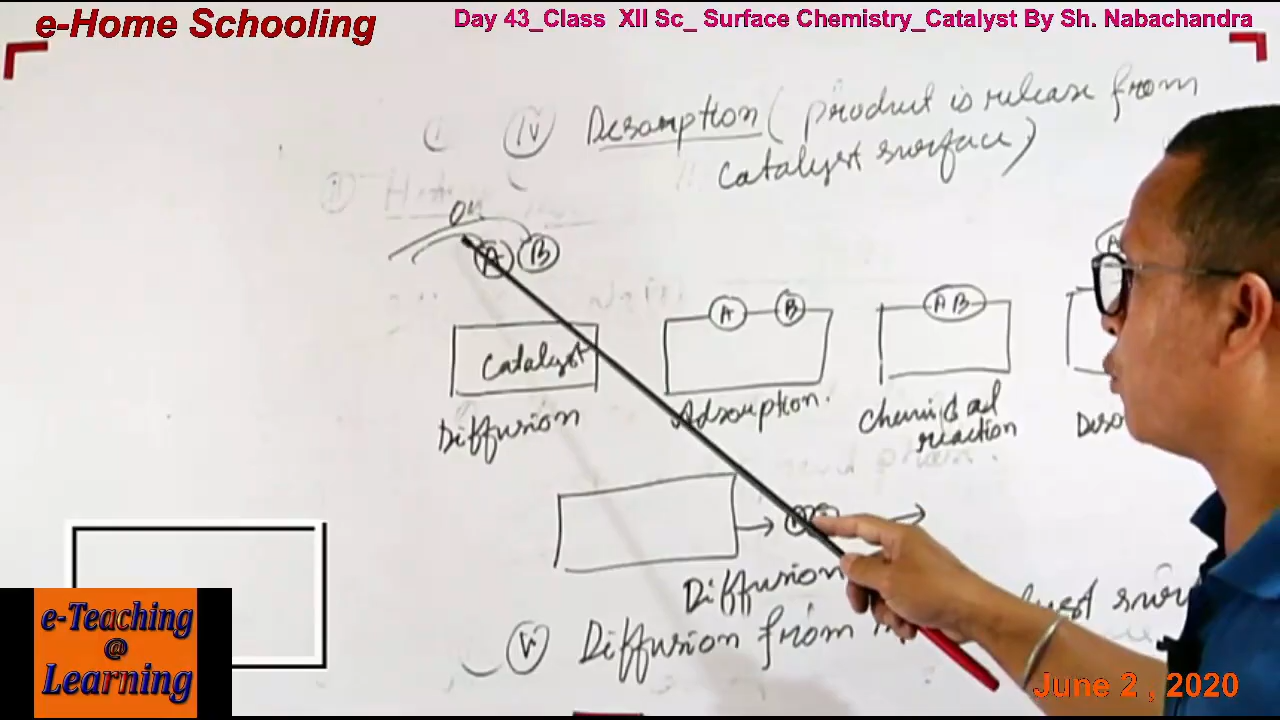 e-Home Schooling
Day 43_Class XII Sc_ Surface Chemistry_Catalyst By Sh. Nabachandra
(iv) Desorption (product is release from
catalyst surface)
A B
Catalyst
Diffusion
A B
Adsorption.
A B
Chemical
reaction
Diffusion
(v) Diffusion from
e-Teaching
@
Learning
June 2 , 2020